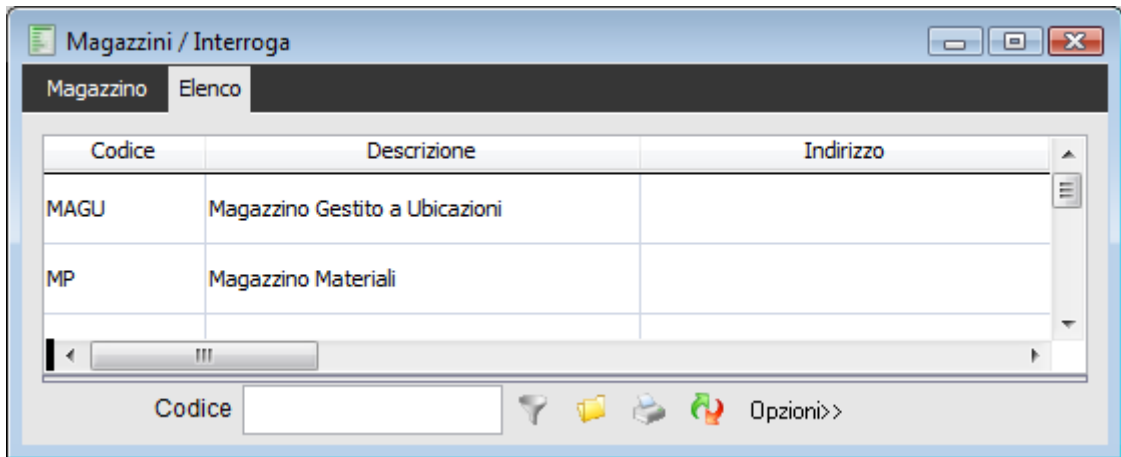 Magazzini / Interroga
Magazzino Elenco
Codice Descrizione Indirizzo
MAGU Magazzino Gestito a Ubicazioni
MP Magazzino Materiali
Codice Opzioni>>